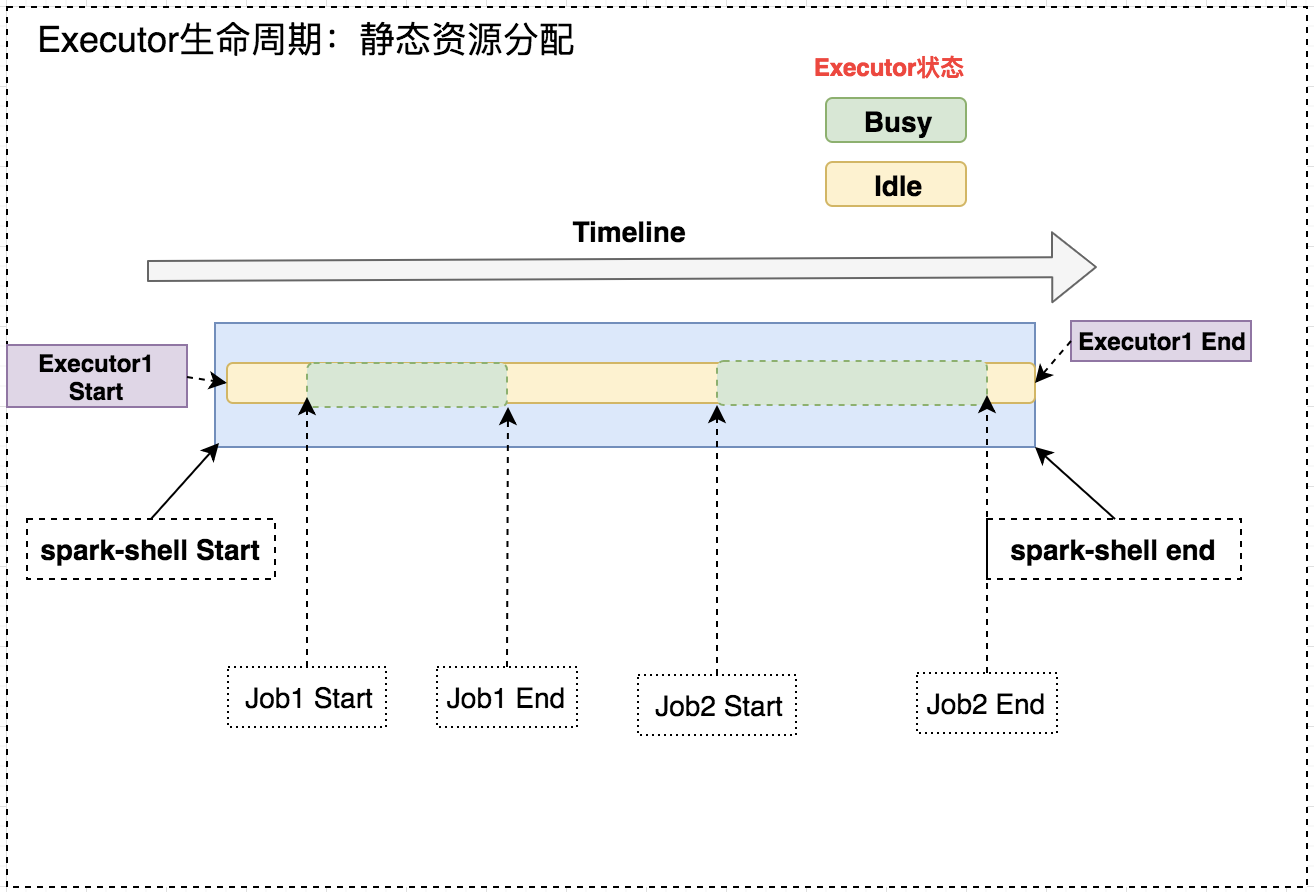 Executor生命周期：静态资源分配
Executor状态
Busy
Idle
Timeline
Executor1
Start
Executor1 End
spark-shell Start
spark-shell end
Job1 Start
Job1 End
Job2 Start
Job2 End